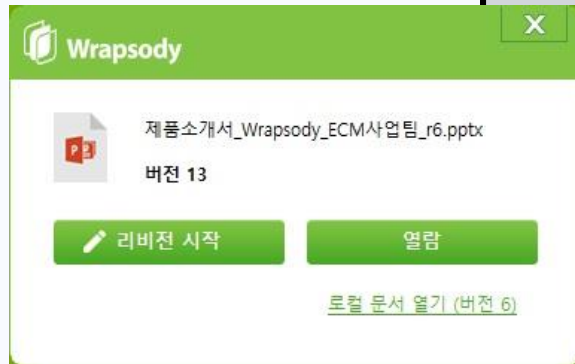 X
Wrapsody
제품소개서_Wrapsody_ECM사업팀_r6.pptx
버전 13
리비전 시작
열람
로컬 문서 열기 (버전 6)